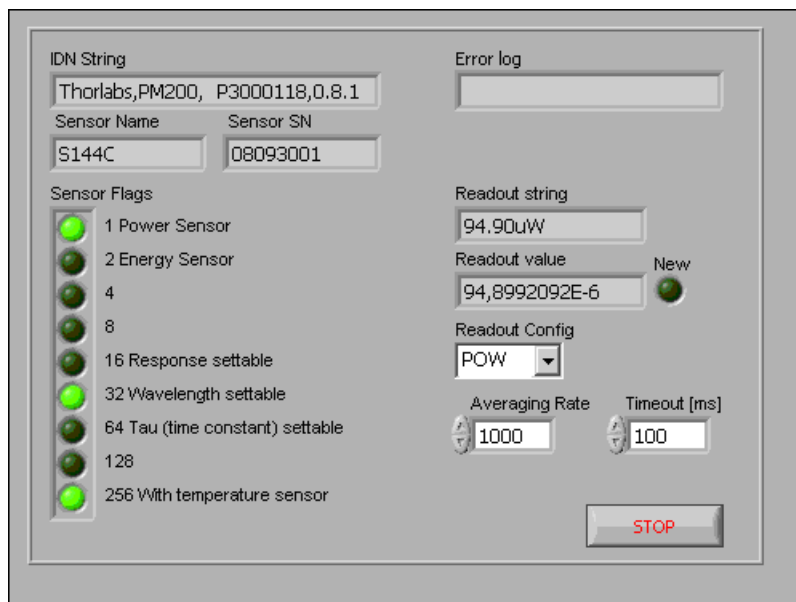 IDN String
Thorlabs,PM200, P3000118,0.8.1
Sensor Name Sensor SN
S144C 08093001
Sensor Flags
1 Power Sensor
2 Energy Sensor
4
8
16 Response settable
32 Wavelength settable
64 Tau (time constant) settable
128
256 With temperature sensor
Error log
Readout string
94.90uW
Readout value New
94,8992092E-6
Readout Config
POW
Averaging Rate Timeout [ms]
1000 100
STOP